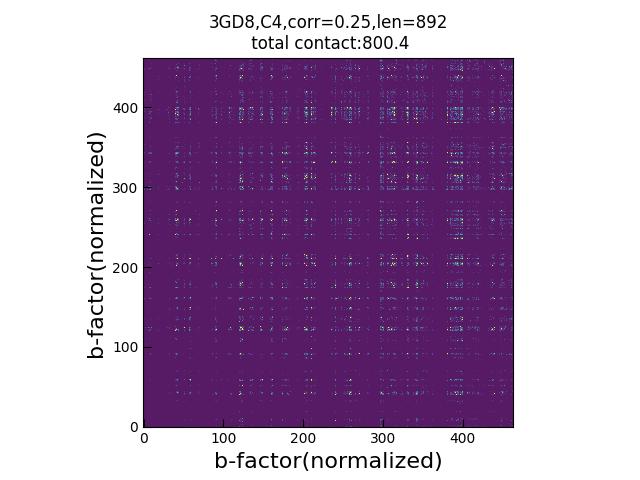 3GD8,C4,corr=0.25,len=892
total contact:800.4
b-factor(normalized)
400
300
200
100
0
0 100 200 300 400
b-factor(normalized)